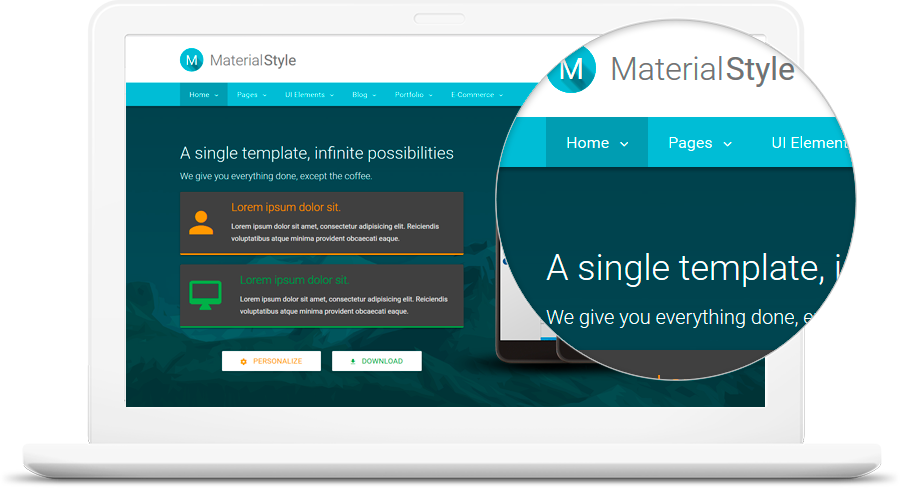 M MaterialStyle
Home Pages UI Elements Blog Portfolio E-Commerce
A single template, infinite possibilities
We give you everything done, except the coffee.
Lorem ipsum dolor sit.
Lorem ipsum dolor sit amet, consectetur adipisicing elit. Reiciendis
voluptatibus atque minima provident obcaecati eaque.
Lorem ipsum dolor sit.
Lorem ipsum dolor sit amet, consectetur adipisicing elit. Reiciendis
voluptatibus atque minima provident obcaecati eaque.
PERSONALIZE DOWNLOAD
M MaterialStyle
Home Pages UI Element
A single template, i
We give you everything done, e